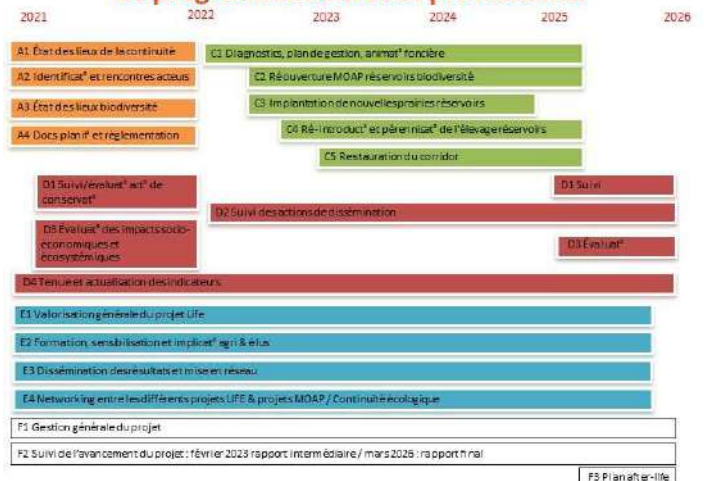 2021 2022 2023 2024 2025 2026
A1 État des lieux de la continuité
C1 Diagnostics, plan de gestion, animat° foncière
A2 Identificat° et rencontres acteurs
C2 Réouverture MOAP réservoirs biodiversité
A3 État des lieux biodiversité
C3 Implantation de nouvelles prairies réservoirs
A4 Docs planif° et règlementation
C4 Ré-introduct° et pérennisat° de l'élevage réservoirs
C5 Restauration du corridor
D1 Suivi/évaluat° act° de
conservat°
D1 Suivi
D2 Suivi des actions de dissémination
D3 Évaluat° des impacts socio-
économiques et
écosystémiques
D3 Évaluat°
D4 Tenue et actualisation des indicateurs
E1 Valorisation générale du projet Life
E2 Formation, sensibilisation et implicat° agri & élus
E3 Dissémination des résultats et mise en réseau
E4 Networking entre les différents projets LIFE & projets MOAP / Continuité écologique
F1 Gestion générale du projet
F2 Suivi de l'avancement du projet : février 2023 rapport intermédiaire / mars 2026 : rapport final
F3 Plan after-life